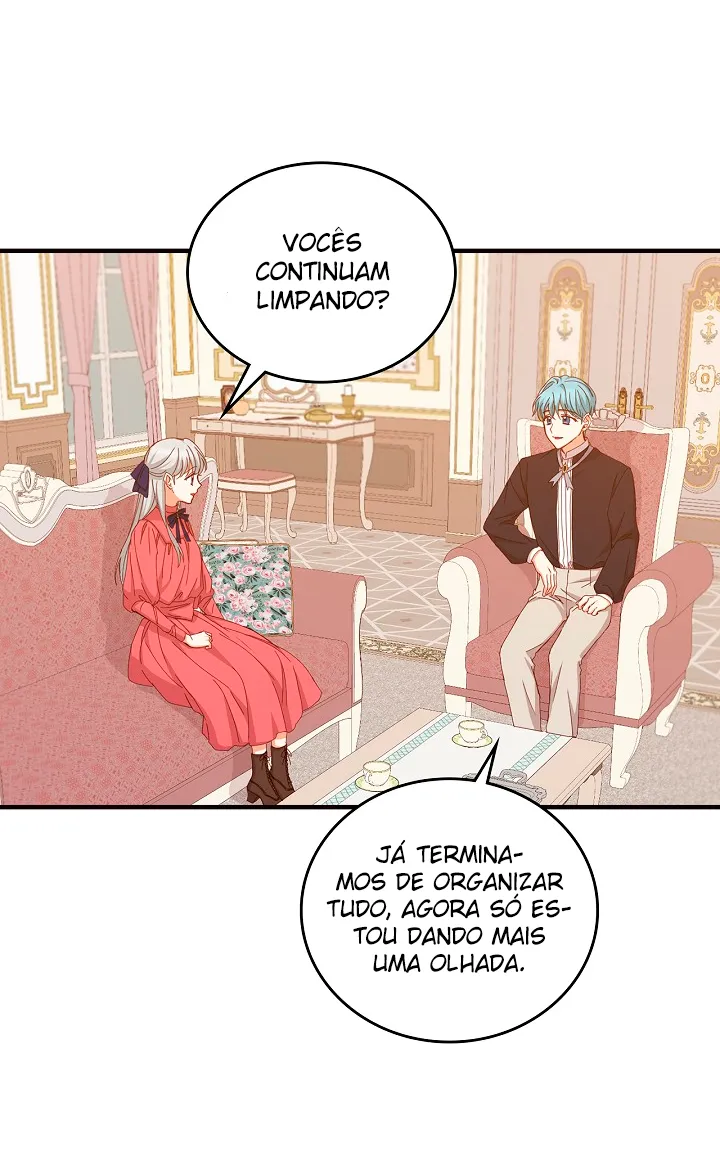 VOCÊS
CONTINUAM
LIMPANDO?
JÁ TERMINA-
MOS DE ORGANIZAR
TUDO, AGORA SÓ ES-
TOU DANDO MAIS
UMA OLHADA.